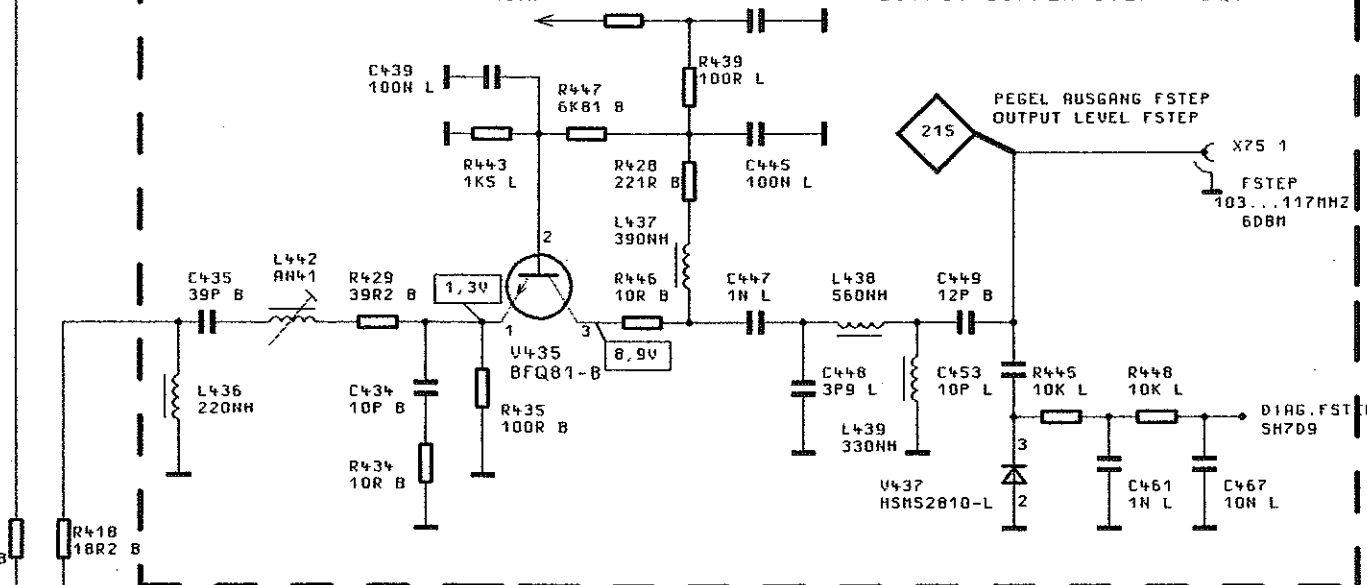 C439
100N L
R447
6K81 B
R439
100R L
R443
1K5 L
R428
221R B
C445
100N L
215
PEGEL AUSGANG FSTEP
OUTPUT LEVEL FSTEP
X75 1
FSTEP
103...117MHZ
6DBM
L437
390NH
2
C435
39P B
L442
AN41
R429
39R2 B
1,3V
R446
10R B
C447
1N L
L438
560NH
C449
12P B
1
3
V435
BFQ81-B
8,9V
L436
220NH
C434
10P B
R435
100R B
R434
10R B
C448
3P9 L
L439
330NH
C453
10P L
R445
10K L
R448
10K L
DIAG.FSTEP
SH7D9
3
V437
HSMS2810-L
2
C461
1N L
C467
10N L
R418
18R2 B
B